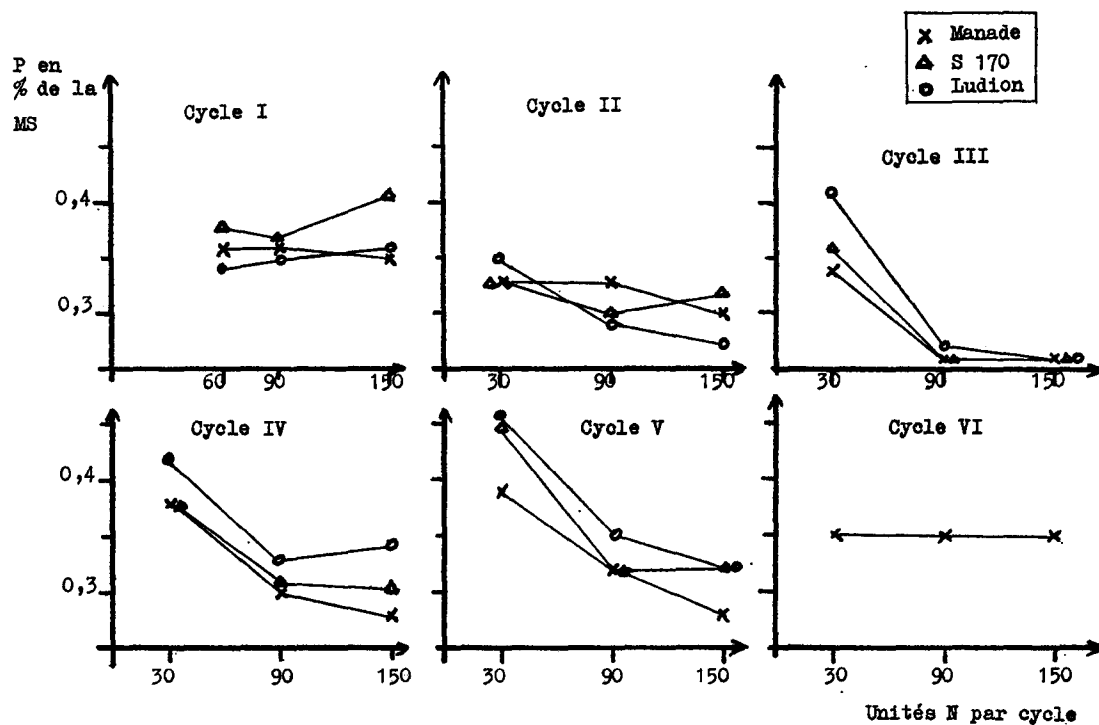 Manade
S 170
Ludion
P en
% de la
MS
Cycle I
Cycle II
Cycle III
0,4
0,3
60 90 150
30 90 150
30 90 150
Cycle IV
Cycle V
Cycle VI
0,4
0,3
30 90 150
30 90 150
30 90 150
Unités N par cycle